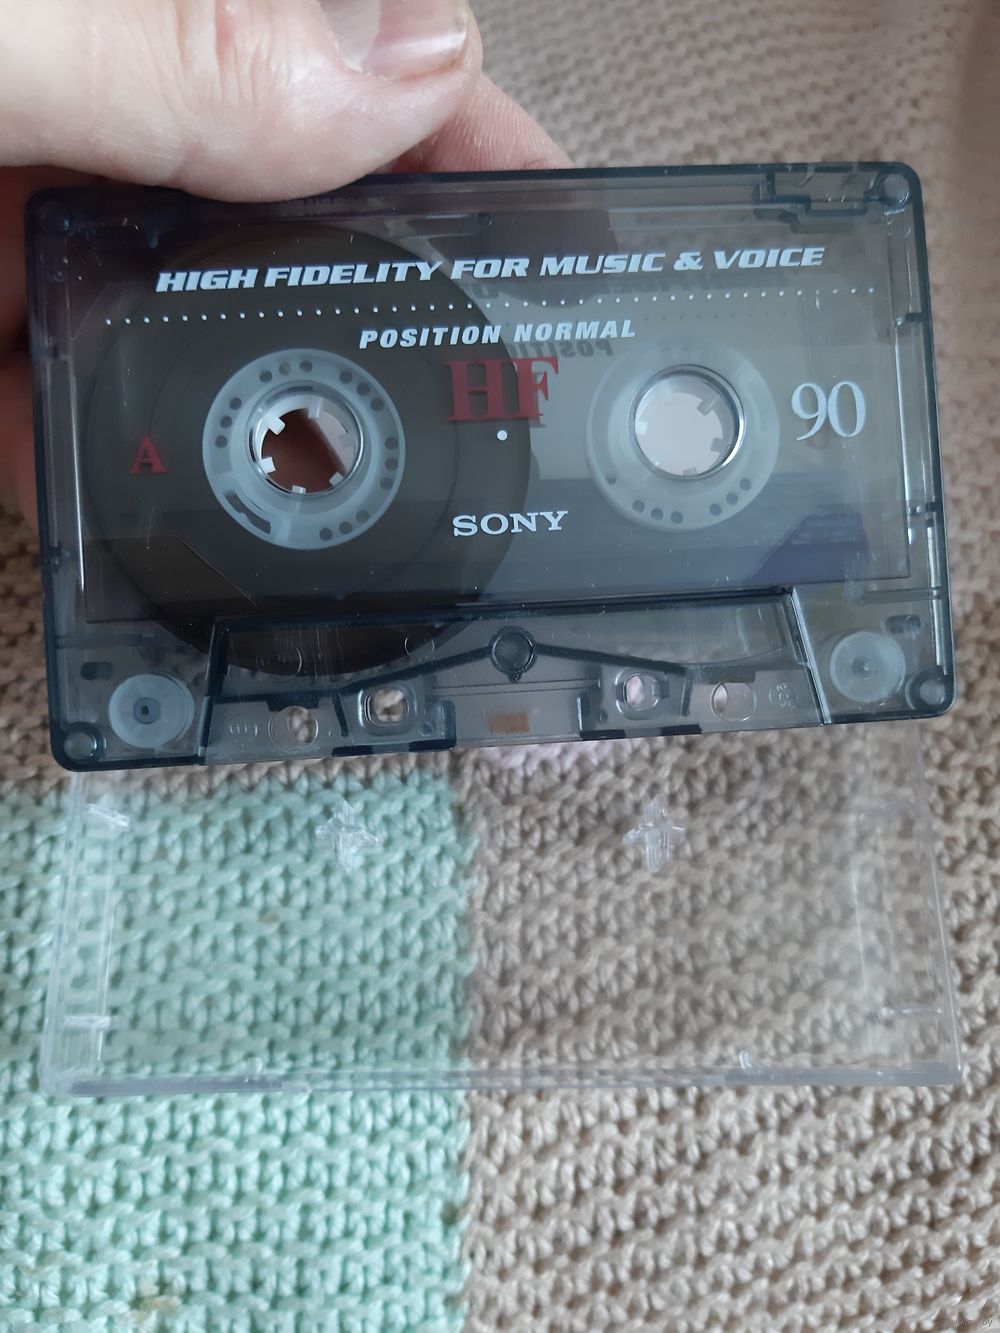 HIGH FIDELITY FOR MUSIC & VOICE
POSITION NORMAL
HF
90
A
SONY